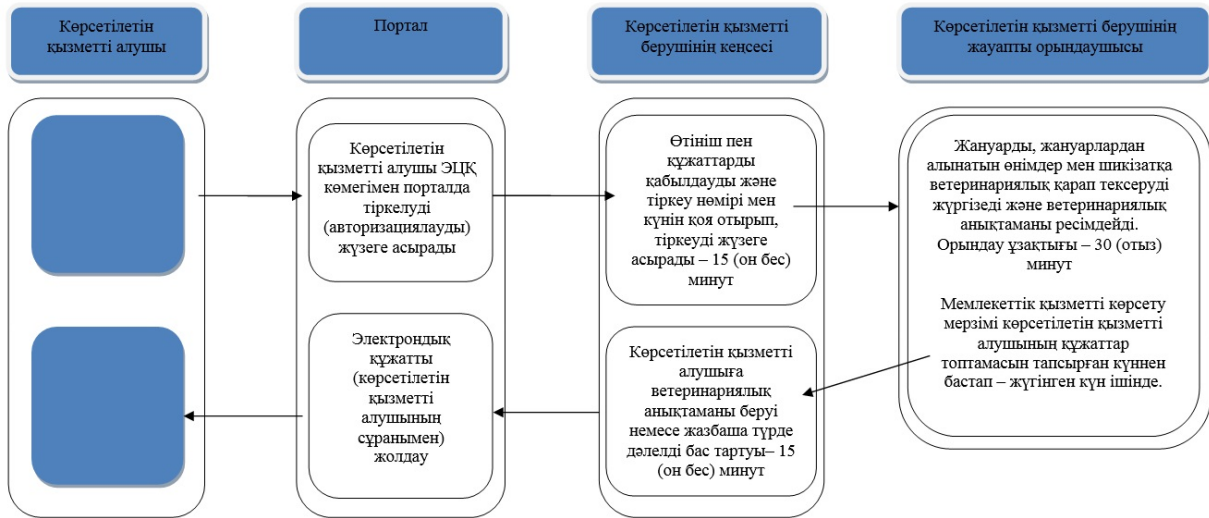 Көрсетілетін
қызметті алушы
Портал
Көрсетілетін қызметті
берушінің кеңсесі
Көрсетілетін қызметті берушінің
жауапты орындаушысы
Көрсетілетін
қызметті алушы ЭЦҚ
көмегімен порталда
тіркелуді
(авторизациялауды)
жүзеге асырады
Өтініш пен
құжаттарды
қабылдауды және
тіркеу нөмірі мен
күнін қоя отырып,
тіркеуді жүзеге
асырады – 15 (он бес)
минут
Жануарды, жануарлардан
алынатын өнімдер мен шикізатқа
ветеринариялық қарап тексеруді
жүргізеді және ветеринариялық
анықтаманы ресімдейді.
Орындау ұзақтығы – 30 (отыз)
минут
Мемлекеттік қызметті көрсету
мерзімі көрсетілетін қызметті
алушының құжаттар
топтамасын тапсырған күннен
бастап – жүгінген күн ішінде.
Көрсетілетін қызметті
алушыға
ветеринариялық
анықтаманы беруі
немесе жазбаша түрде
дәлелді бас тартуы– 15
(он бес) минут
Электрондық
құжатты
(көрсетілетін
қызметті
алушының
сұранымен)
жолдау